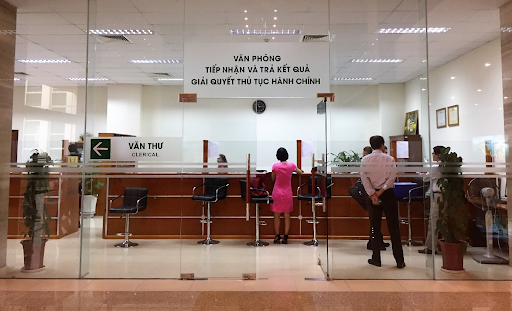 VĂN PHÒNG
TIẾP NHẬN VÀ TRẢ KẾT QUẢ
GIẢI QUYẾT THỦ TỤC HÀNH CHÍNH
VĂN THƯ
CLERICAL